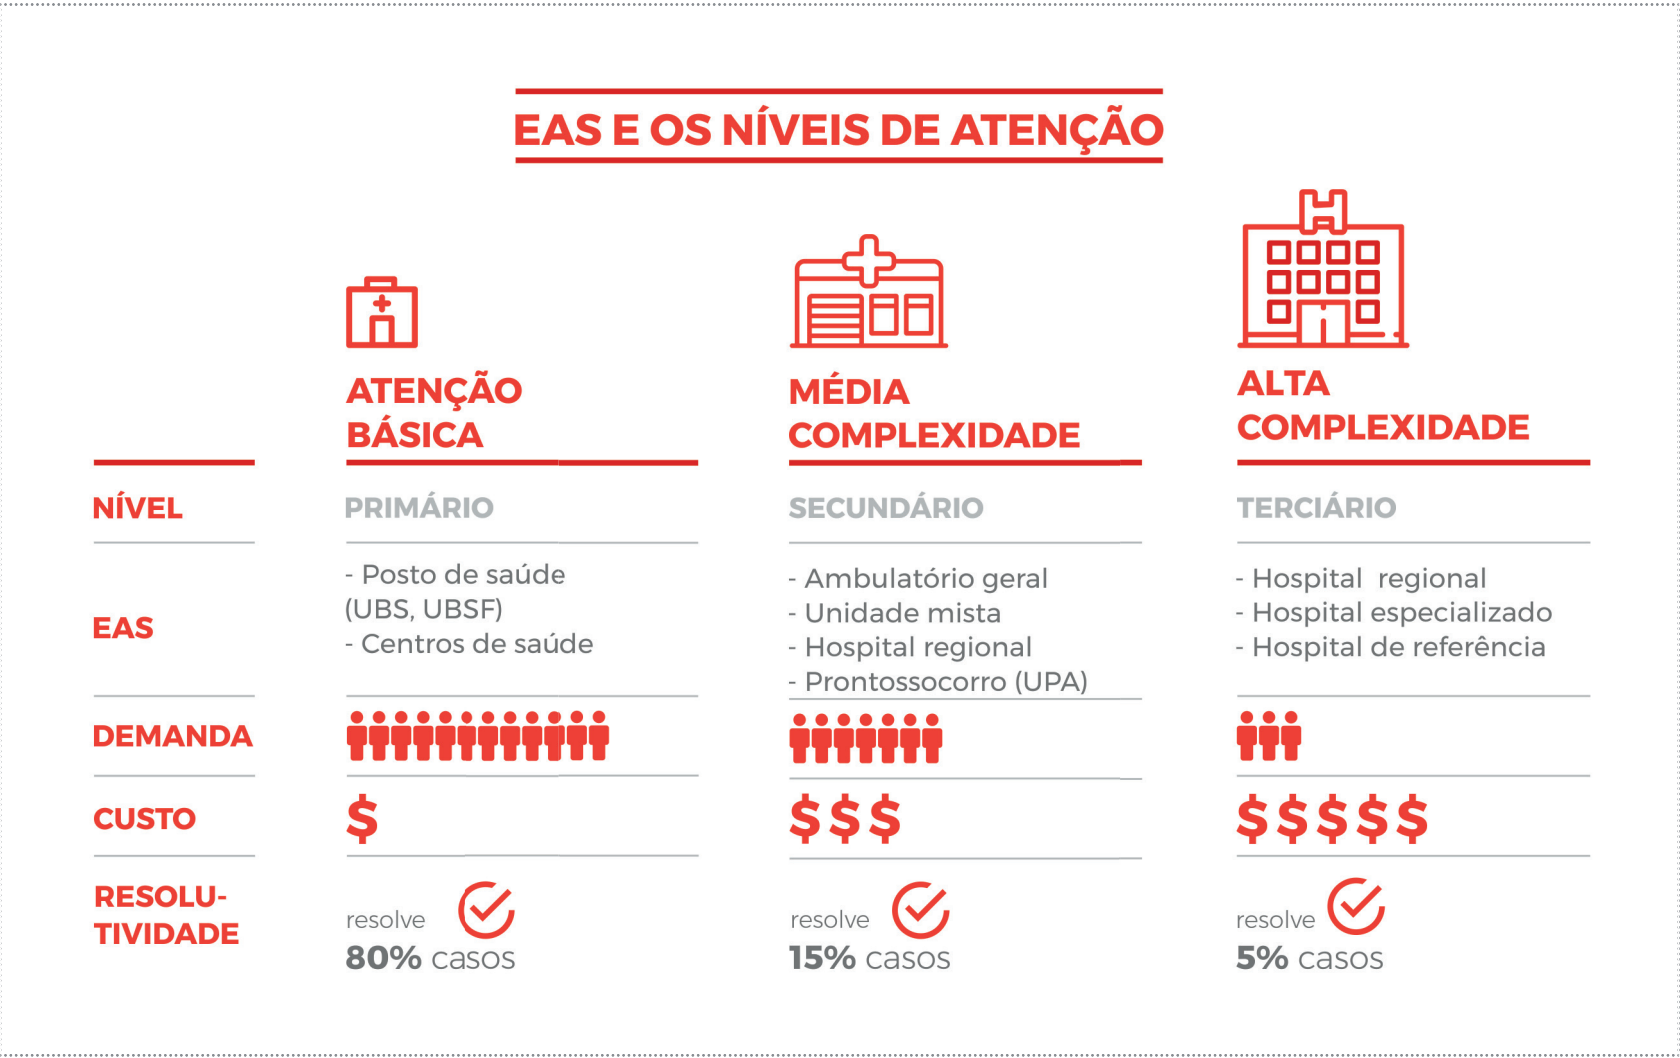 EAS E OS NÍVEIS DE ATENÇÃO
ATENÇÃO
BÁSICA
MÉDIA
COMPLEXIDADE
H
ALTA
COMPLEXIDADE
NÍVEL
PRIMÁRIO
SECUNDÁRIO
TERCIÁRIO
EAS
- Posto de saúde
(UBS, UBSF)
- Centros de saúde
- Ambulatório geral
- Unidade mista
- Hospital regional
- Prontossocorro (UPA)
- Hospital regional
- Hospital especializado
- Hospital de referência
DEMANDA
CUSTO
$
$ $ $
$ $ $ $ $
RESOLU-
TIVIDADE
resolve
80% casos
resolve
15% casos
resolve
5% casos